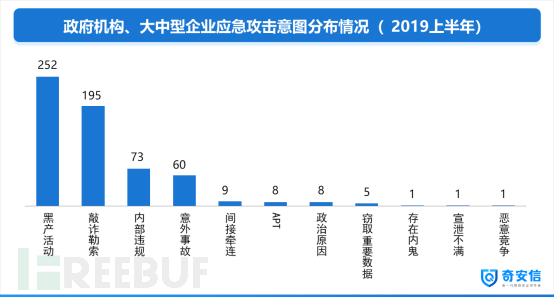 政府机构、大中型企业应急攻击意图分布情况（ 2019上半年）
252
195
73
60
9
8
8
5
1
1
1
黑产活动
敲诈勒索
内部违规
意外事故
间接牵连
APT
政治原因
窃取重要数据
存在内鬼
宣泄不满
恶意竞争
FREEBUF
奇安信